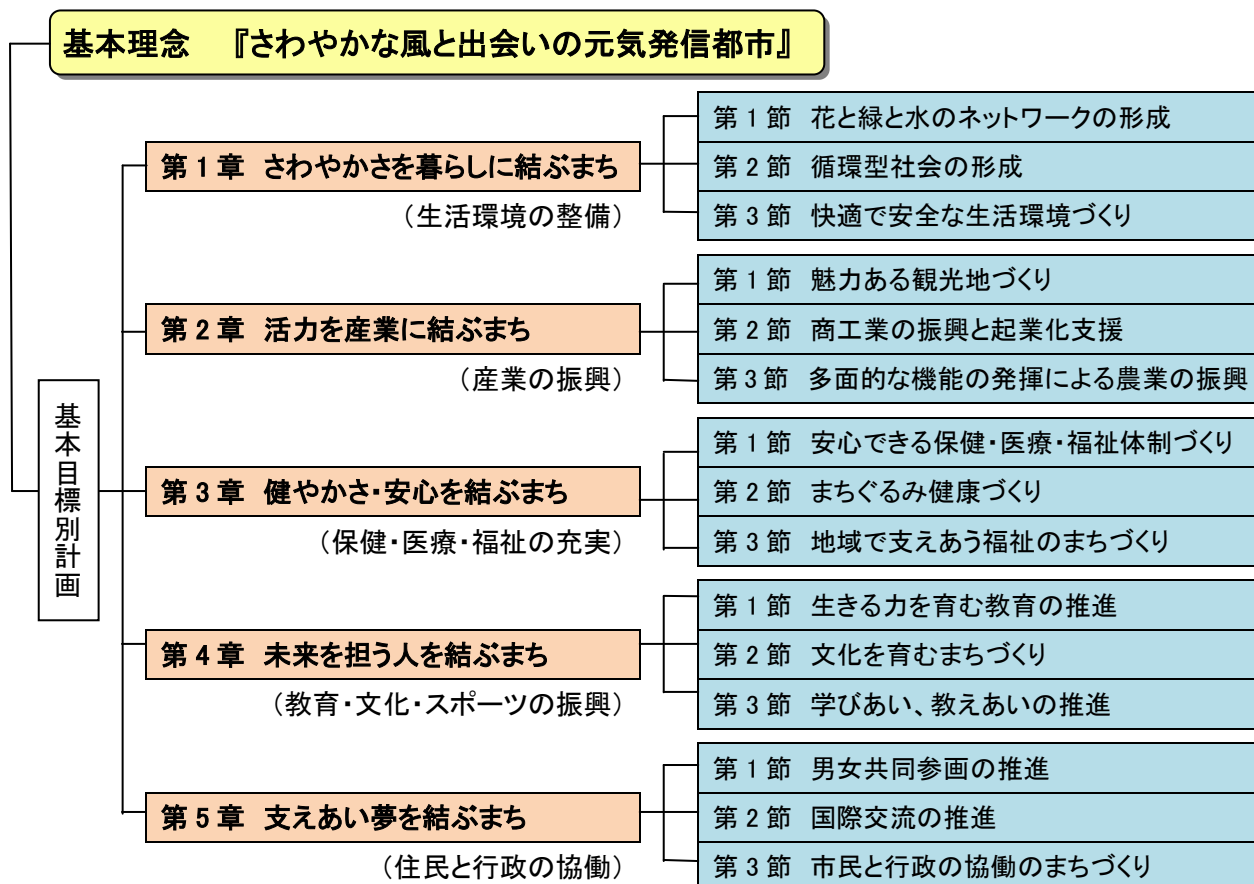 基本理念　『さわやかな風と出会いの元気発信都市』
基本目標別計画
第1章 さわやかさを暮らしに結ぶまち
（生活環境の整備）
第1節 花と緑と水のネットワークの形成
第2節 循環型社会の形成
第3節 快適で安全な生活環境づくり
第2章 活力を産業に結ぶまち
（産業の振興）
第1節 魅力ある観光地づくり
第2節 商工業の振興と起業化支援
第3節 多面的な機能の発揮による農業の振興
第3章 健やかさ・安心を結ぶまち
（保健・医療・福祉の充実）
第1節 安心できる保健・医療・福祉体制づくり
第2節 まちぐるみ健康づくり
第3節 地域で支えあう福祉のまちづくり
第4章 未来を担う人を結ぶまち
（教育・文化・スポーツの振興）
第1節 生きる力を育む教育の推進
第2節 文化を育むまちづくり
第3節 学びあい、教えあいの推進
第5章 支えあい夢を結ぶまち
（住民と行政の協働）
第1節 男女共同参画の推進
第2節 国際交流の推進
第3節 市民と行政の協働のまちづくり